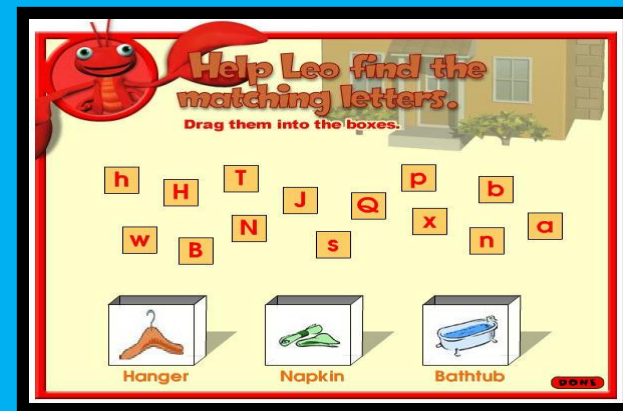 Help Leo find the
matching letters.
Drag them into the boxes.
h H T J Q p b
w B N s x n a
Hanger Napkin Bathtub
DONE